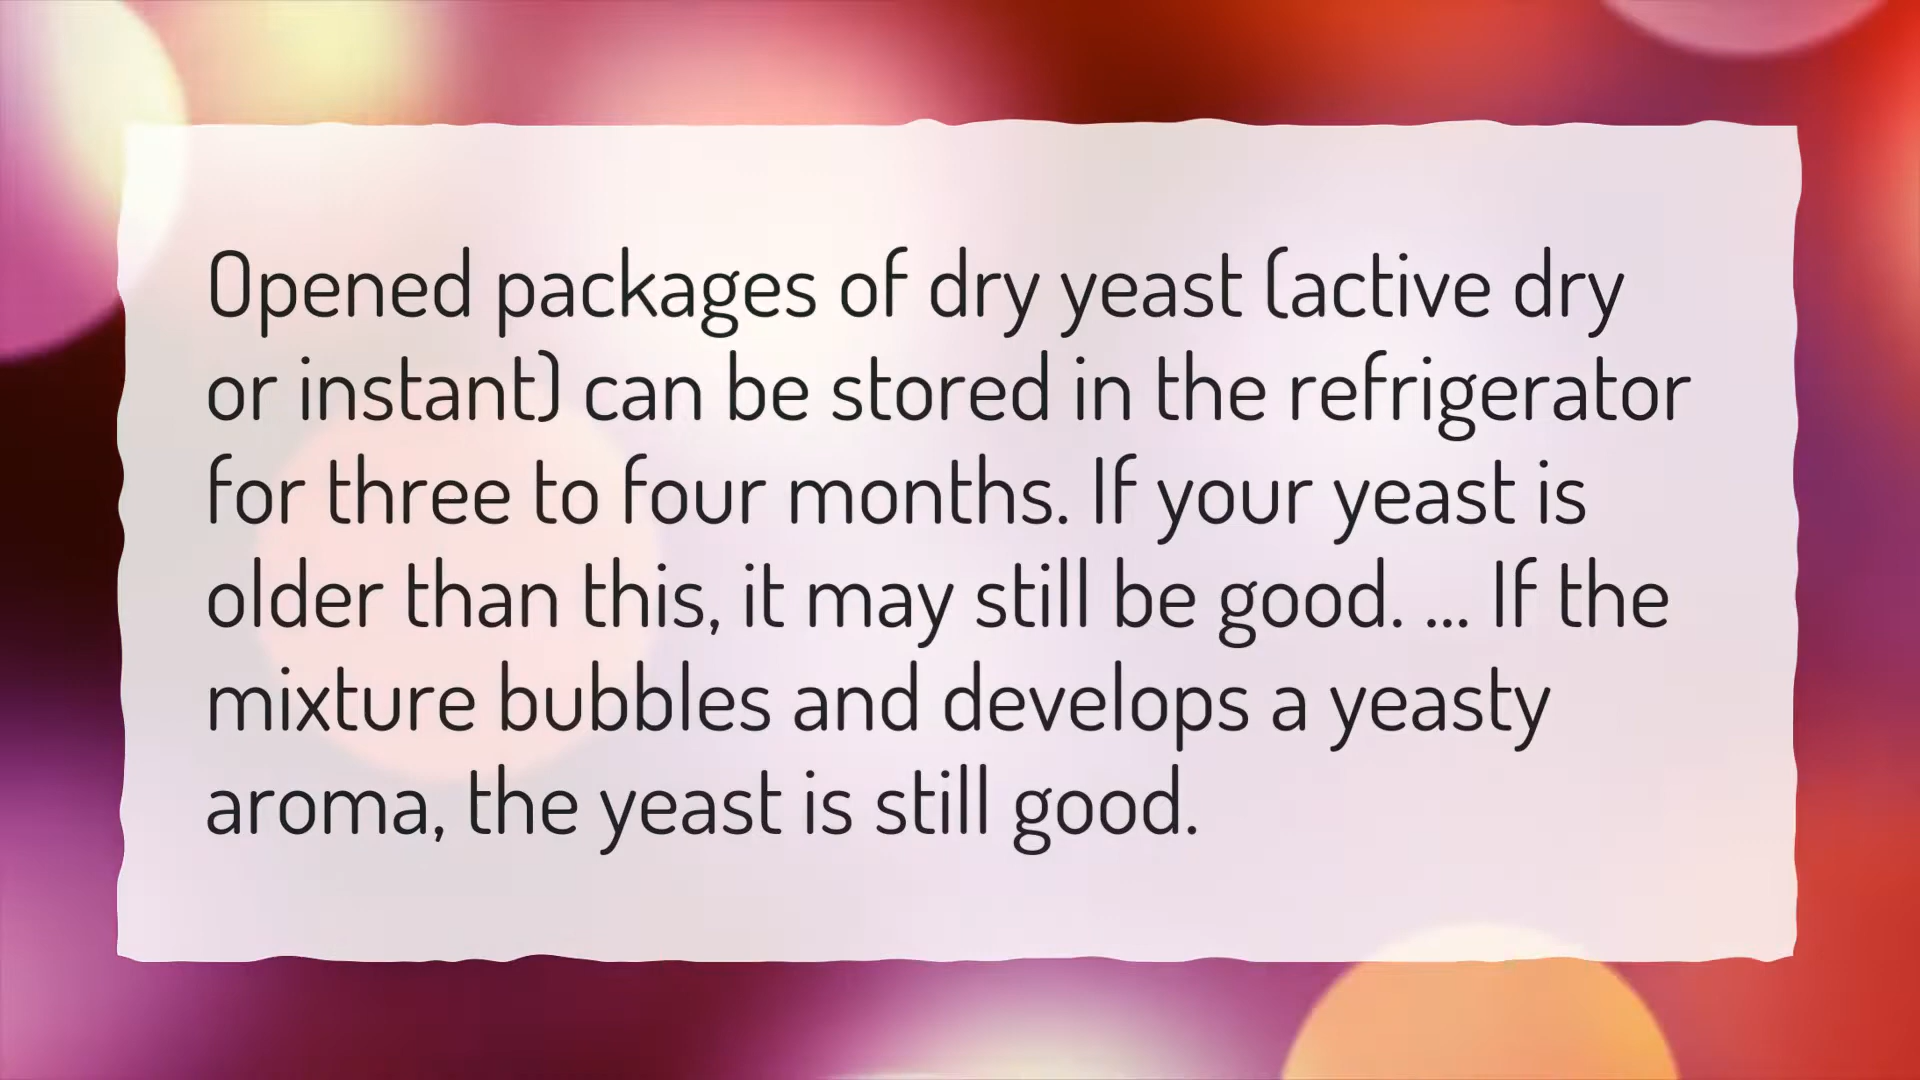 Opened packages of dry yeast (active dry
or instant) can be stored in the refrigerator
for three to four months. If your yeast is
older than this, it may still be good. ... If the
mixture bubbles and develops a yeasty
aroma, the yeast is still good.